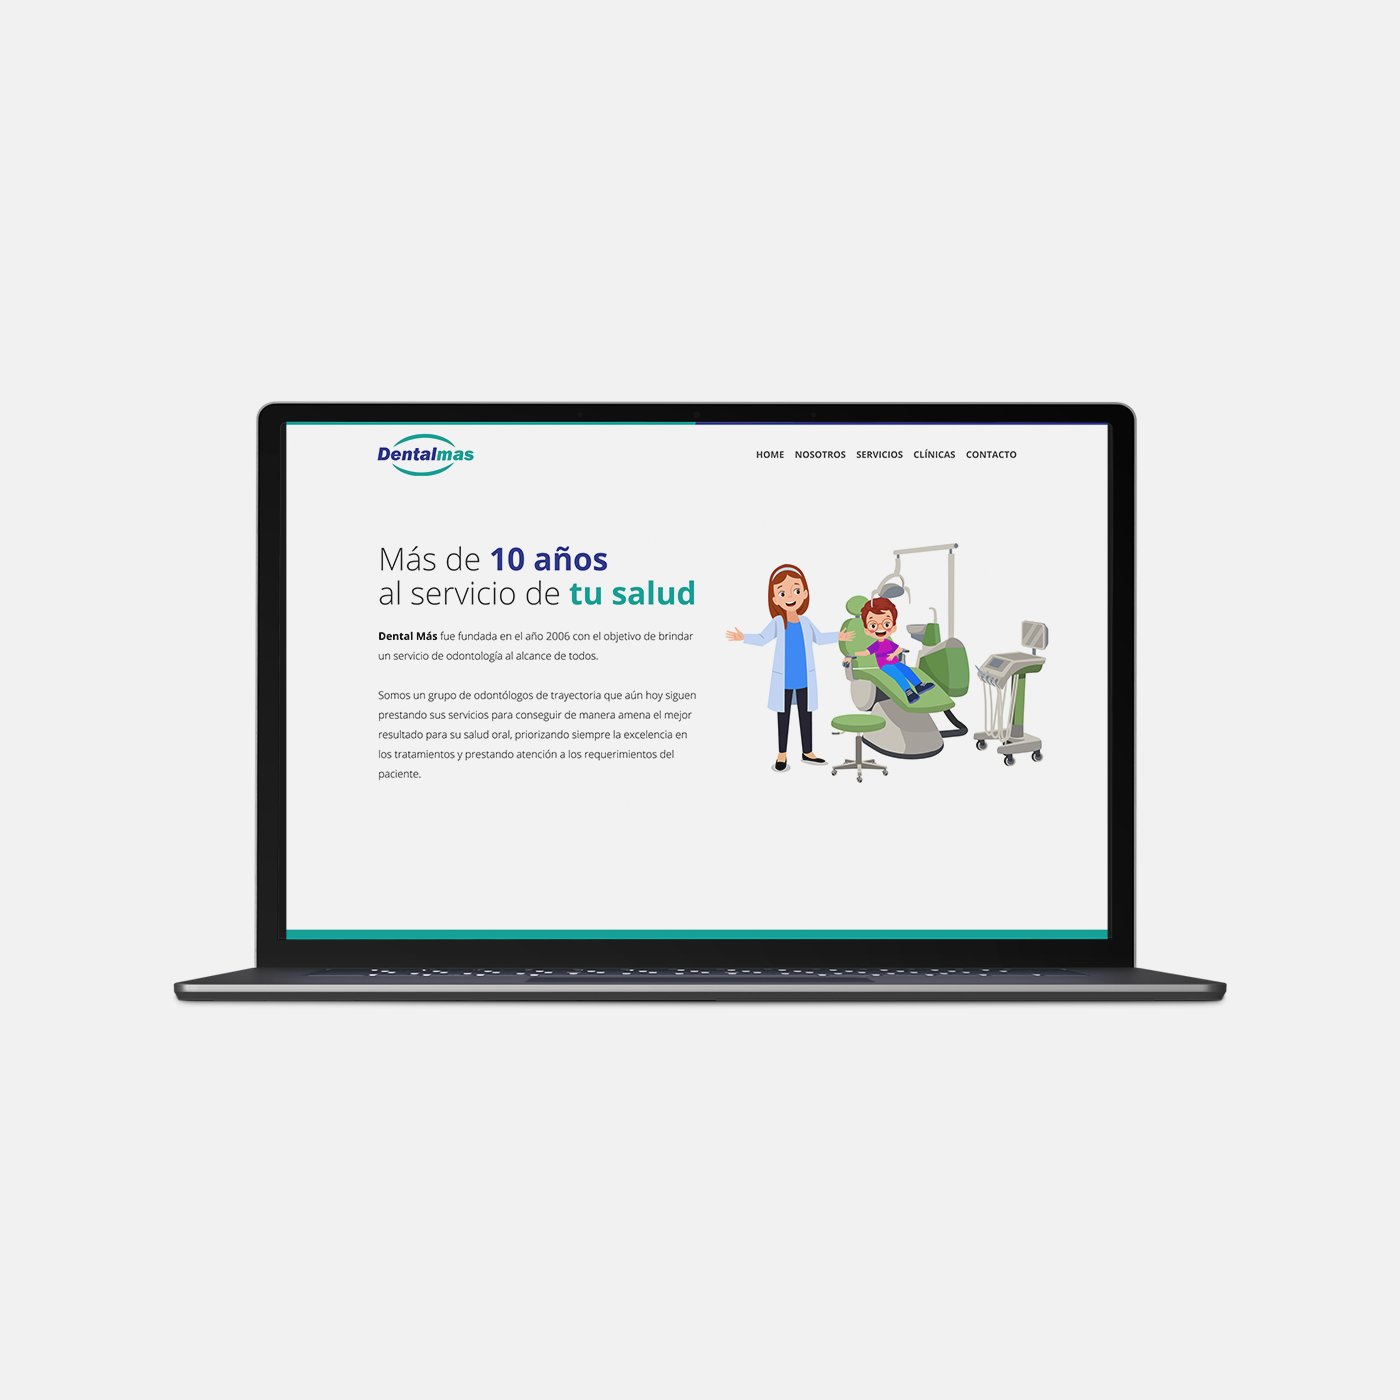 Dentalmas
HOME NOSOTROS SERVICIOS CLÍNICAS CONTACTO
Más de 10 años
al servicio de tu salud
Dental Más fue fundada en el año 2006 con el objetivo de brindar
un servicio de odontología al alcance de todos.
Somos un grupo de odontólogos de trayectoria que aún hoy siguen
prestando sus servicios para conseguir de manera amena el mejor
resultado para su salud oral, priorizando siempre la excelencia en
los tratamientos y prestando atención a los requerimientos del
paciente.